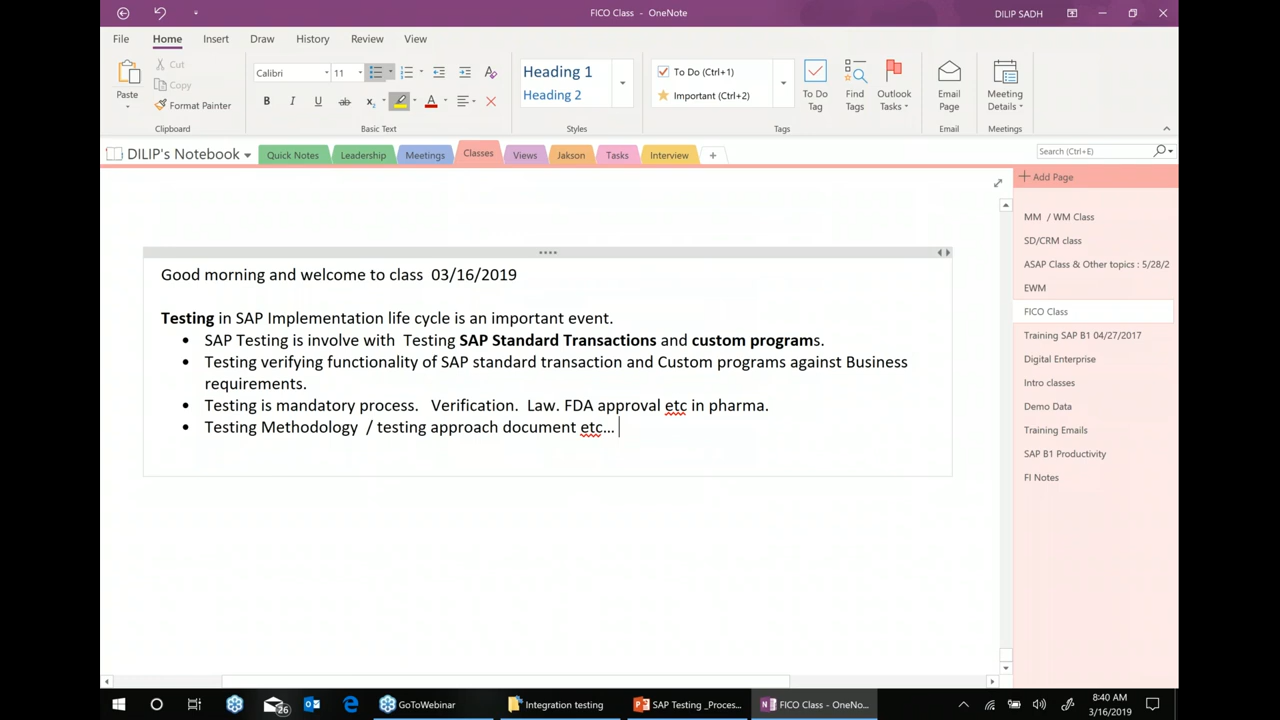 FICO Class - OneNote
DILIP SADH
File Home Insert Draw History Review View
Paste
Cut
Copy
Format Painter
Clipboard
Calibri 11
B I U ab x₂ A
Basic Text
Heading 1
Heading 2
Styles
To Do (Ctrl+1)
Important (Ctrl+2)
To Do
Tag
Find
Tags
Outlook
Tasks
Tags
Email
Page
Email
Meeting
Details
Meetings
DILIP's Notebook Quick Notes Leadership Meetings Classes Views Jakson Tasks Interview + Search (Ctrl+E)
Add Page
MM / WM Class
SD/CRM class
ASAP Class & Other topics : 5/28/2
EWM
FICO Class
Training SAP B1 04/27/2017
Digital Enterprise
Intro classes
Demo Data
Training Emails
SAP B1 Productivity
FI Notes
Good morning and welcome to class 03/16/2019
Testing in SAP Implementation life cycle is an important event.
• SAP Testing is involve with Testing SAP Standard Transactions and custom programs.
• Testing verifying functionality of SAP standard transaction and Custom programs against Business
requirements.
• Testing is mandatory process. Verification. Law. FDA approval etc in pharma.
• Testing Methodology / testing approach document etc...
26
GoToWebinar
Integration testing
SAP Testing _Proces...
FICO Class - OneNo...
8:40 AM
3/16/2019